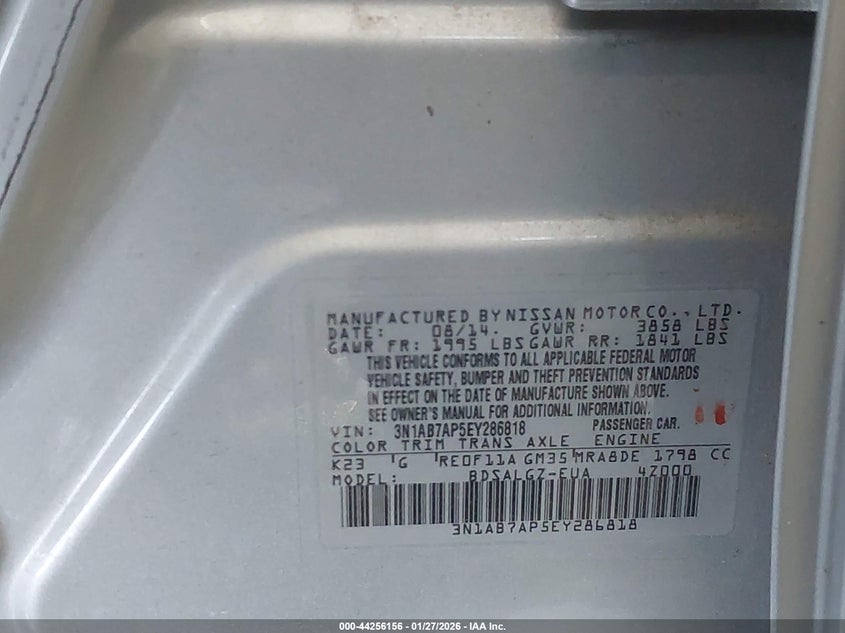 MANUFACTURED BY NISSAN MOTOR CO., LTD.
DATE: 08/14. GVWR: 3858 LBS
GAWR FR: 1995 LBS GAWR RR: 1841 LBS
THIS VEHICLE CONFORMS TO ALL APPLICABLE FEDERAL MOTOR
VEHICLE SAFETY, BUMPER AND THEFT PREVENTION STANDARDS
IN EFFECT ON THE DATE OF MANUFACTURE SHOWN ABOVE.
SEE OWNER'S MANUAL FOR ADDITIONAL INFORMATION.
VIN: 3N1AB7AP5EY286818 PASSENGER CAR.
COLOR TRIM TRANS AXLE ENGINE
K23 G RE0F11A GM35 MRA8DE 1798 CC
MODEL: BDSALGZ-EUA 4Z000
3N1AB7AP5EY286818
000-44256156 - 01/27/2026 - IAA Inc.